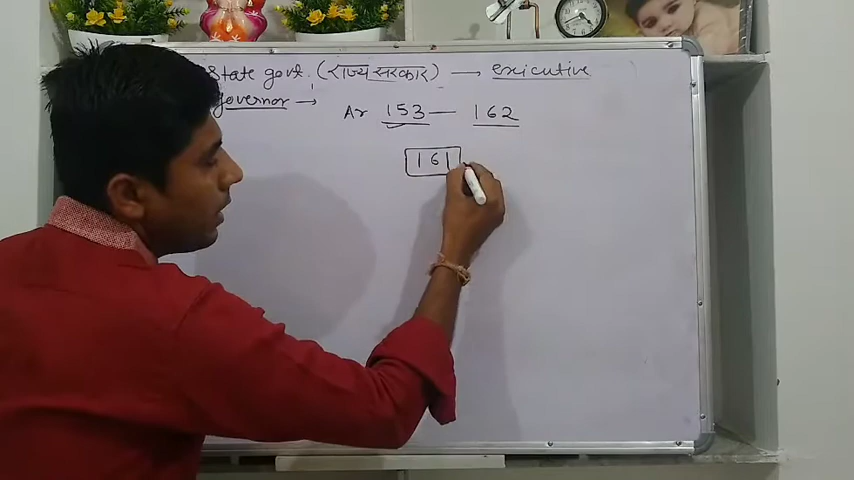 State govt. (राज्य सरकार) → exicutive
governor →
Ar 153 — 162
161